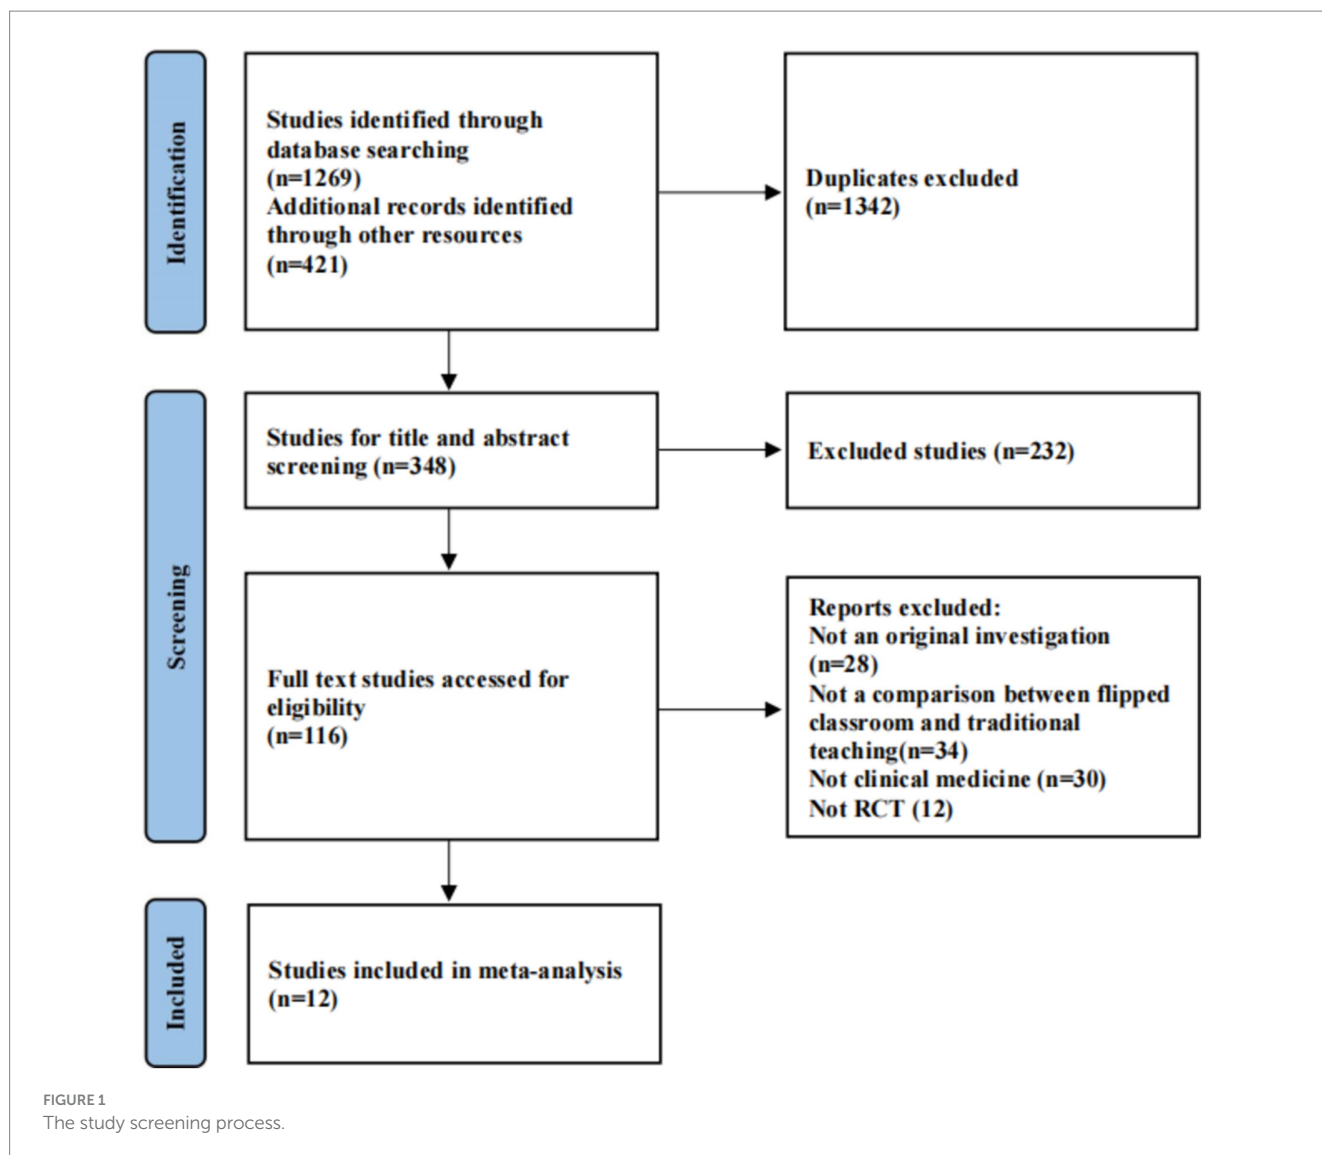 Identification
Studies identified through
database searching
(n=1269)
Additional records identified
through other resources
(n=421)
Duplicates excluded
(n=1342)
Screening
Studies for title and abstract
screening (n=348)
Excluded studies (n=232)
Full text studies accessed for
eligibility
(n=116)
Reports excluded:
Not an original investigation
(n=28)
Not a comparison between flipped
classroom and traditional
teaching(n=34)
Not clinical medicine (n=30)
Not RCT (12)
Included
Studies included in meta-analysis
(n=12)
FIGURE 1
The study screening process.